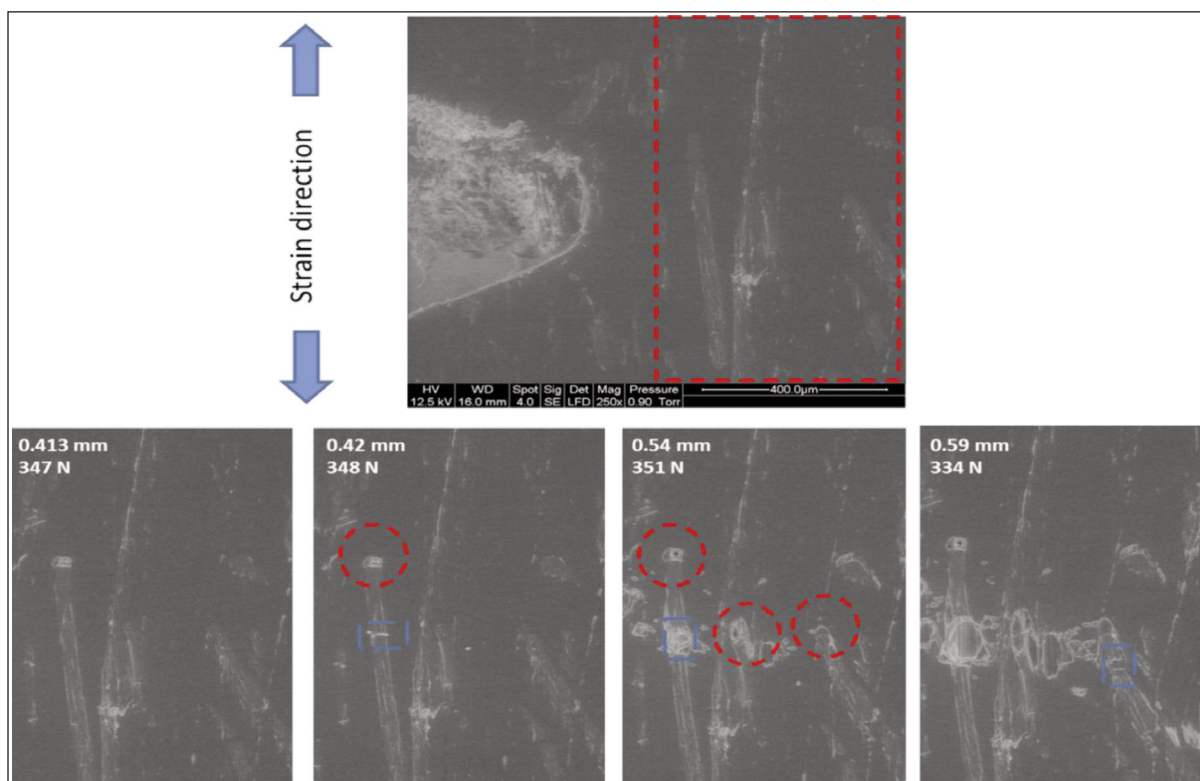 Strain direction
HV WD Spot Sig Det Mag Pressure 400.0µm
12.5 kV 16.0 mm 4.0 SE LFD 250x 0.90 Torr
0.413 mm
347 N
0.42 mm
348 N
0.54 mm
351 N
0.59 mm
334 N